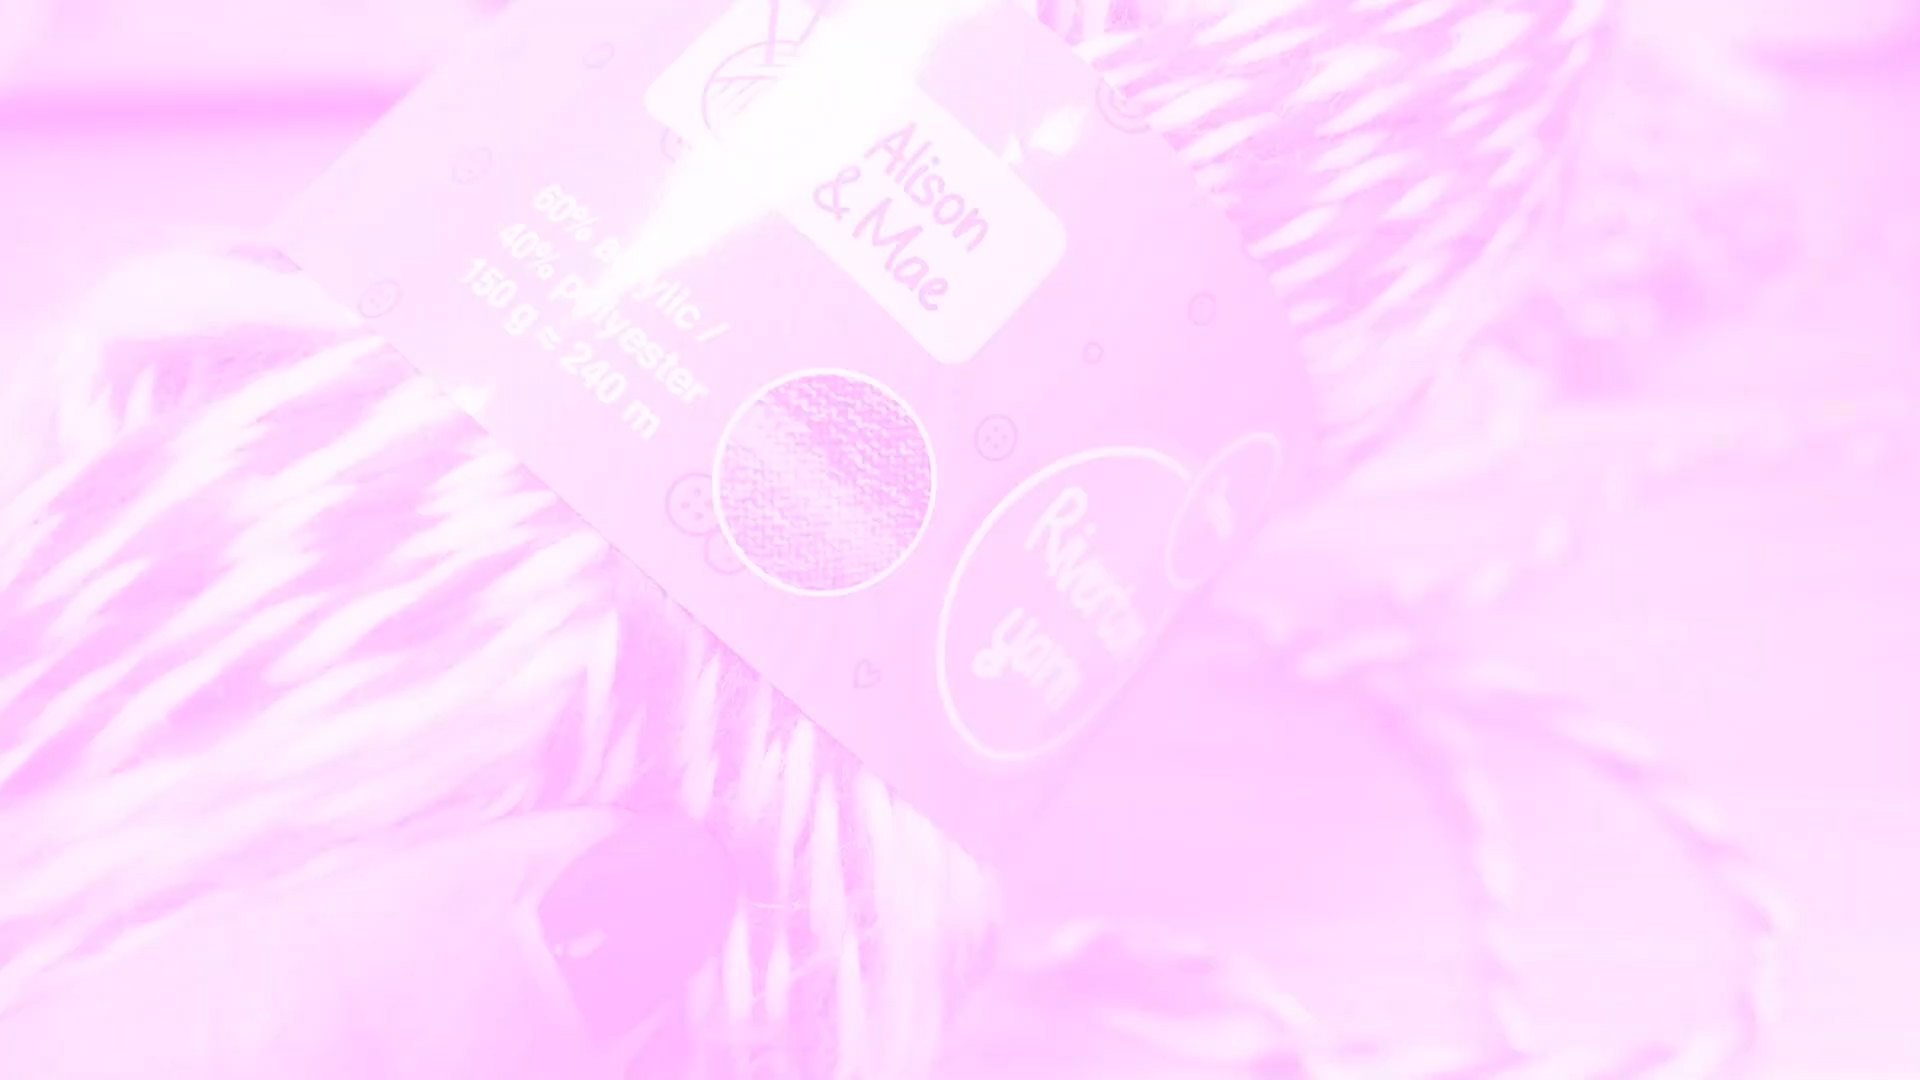 Alison
& Mae
60% acrylic /
40% polyester
150 g = 240 m
yarn